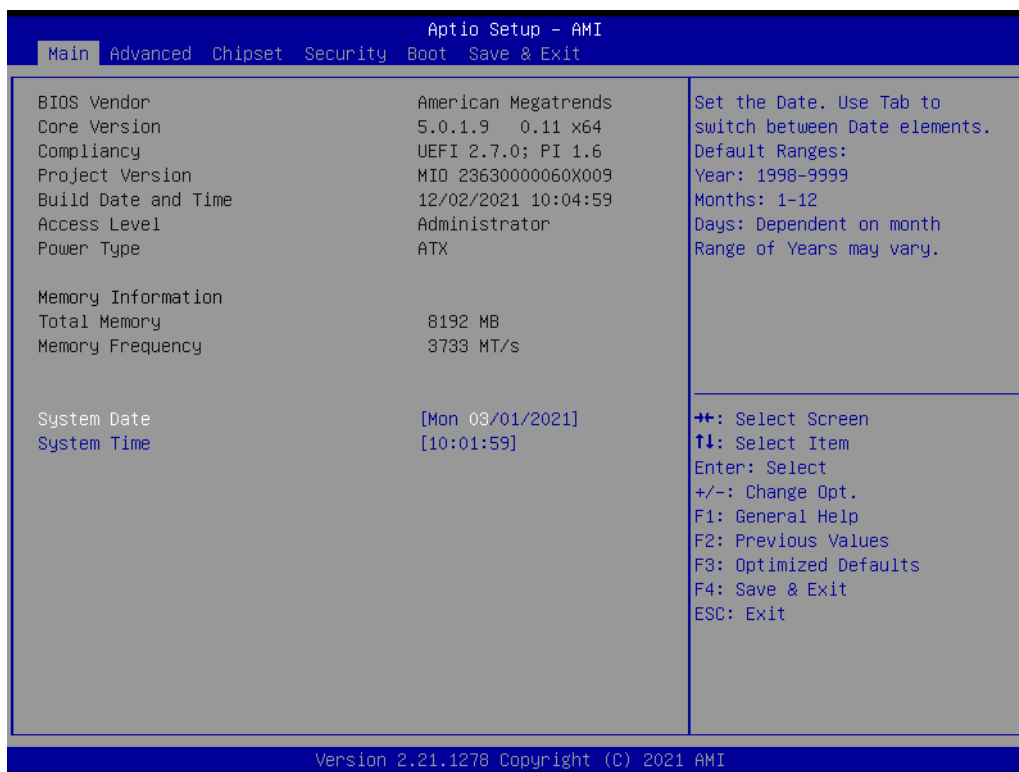 Aptio Setup - AMI
Main Advanced Chipset Security Boot Save & Exit
BIOS Vendor American Megatrends
Core Version 5.0.1.9 0.11 x64
Compliancy UEFI 2.7.0; PI 1.6
Project Version MIO 23630000060X009
Build Date and Time 12/02/2021 10:04:59
Access Level Administrator
Power Type ATX
Memory Information
Total Memory 8192 MB
Memory Frequency 3733 MT/s
System Date [Mon 03/01/2021]
System Time [10:01:59]
Set the Date. Use Tab to
switch between Date elements.
Default Ranges:
Year: 1998-9999
Months: 1-12
Days: Dependent on month
Range of Years may vary.
→←: Select Screen
↑↓: Select Item
Enter: Select
+/-: Change Opt.
F1: General Help
F2: Previous Values
F3: Optimized Defaults
F4: Save & Exit
ESC: Exit
Version 2.21.1278 Copyright (C) 2021 AMI